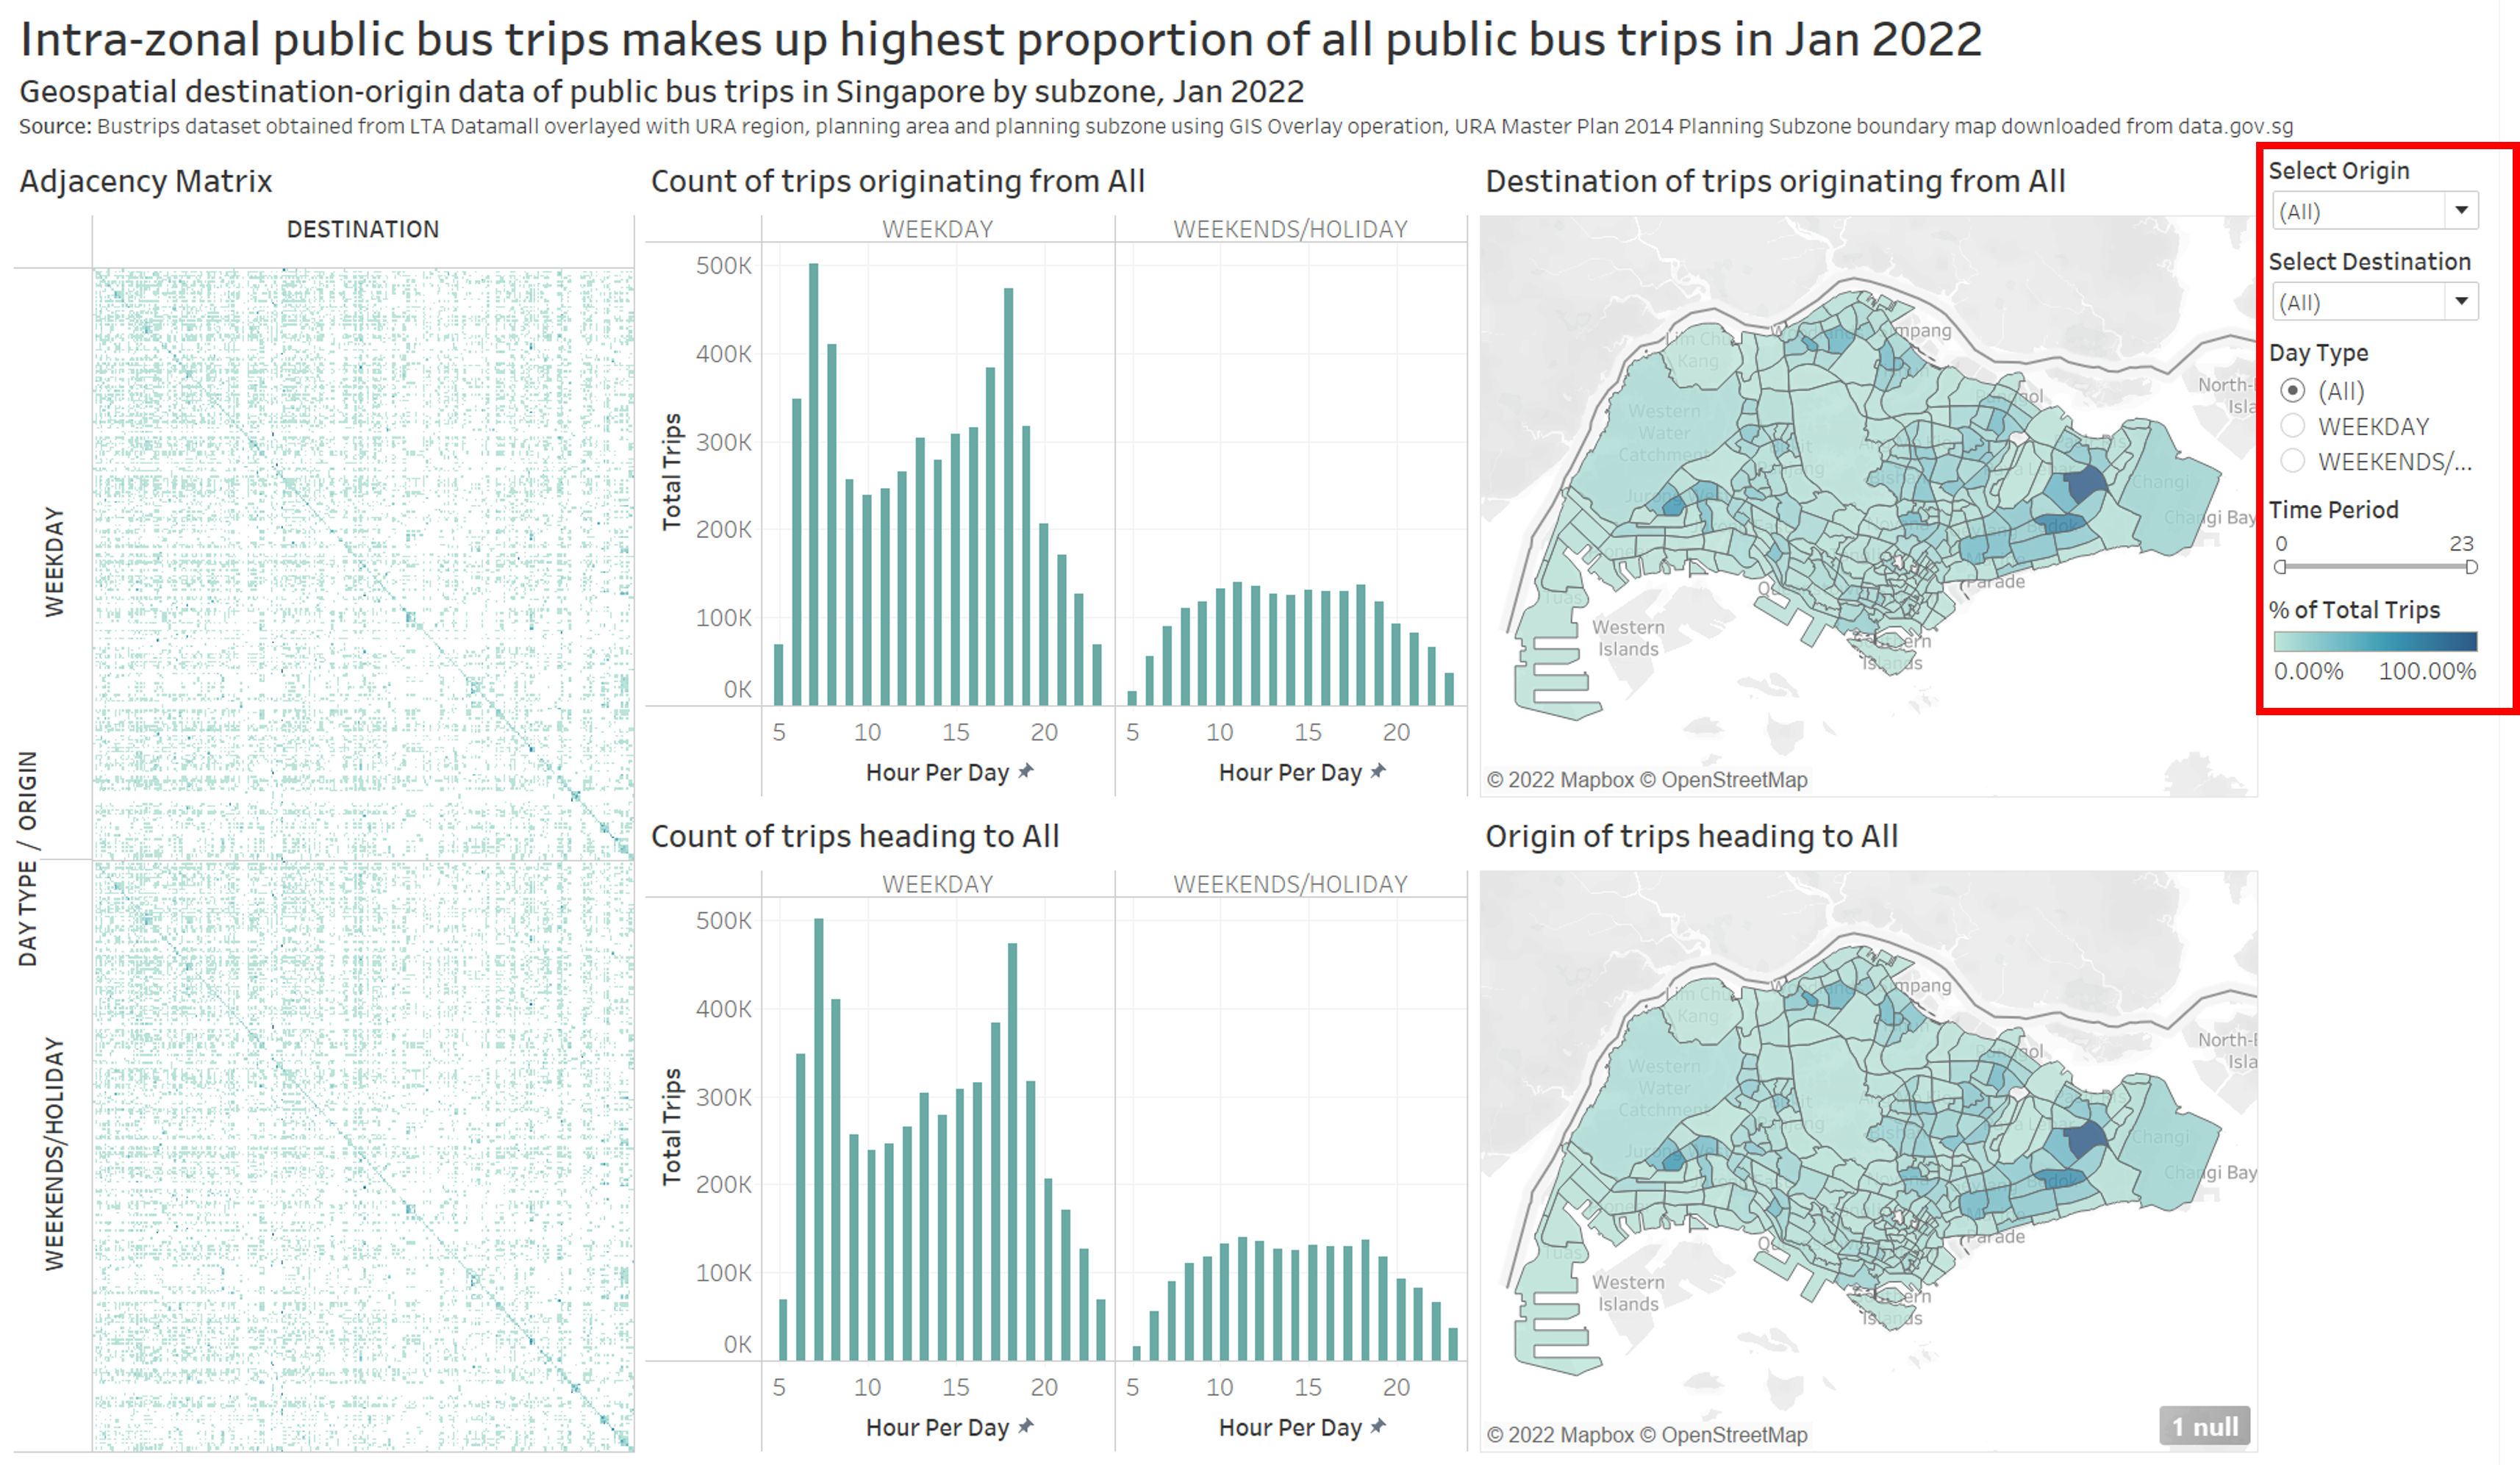 Intra-zonal public bus trips makes up highest proportion of all public bus trips in Jan 2022
Geospatial destination-origin data of public bus trips in Singapore by subzone, Jan 2022
Source: Bustrips dataset obtained from LTA Datamall overlayed with URA region, planning area and planning subzone using GIS Overlay operation, URA Master Plan 2014 Planning Subzone boundary map downloaded from data.gov.sg
Adjacency Matrix
DESTINATION
DAY TYPE / ORIGIN
WEEKDAY
WEEKENDS/HOLIDAY
Count of trips originating from All
WEEKDAY
WEEKENDS/HOLIDAY
Total Trips
500K
400K
300K
200K
100K
0K
5 10 15 20
5 10 15 20
Hour Per Day
Hour Per Day
Destination of trips originating from All
mpang
Lim Chu
Kang
North-E
Isla
Western
Water
Catchment
Changi
Changi Bay
Parade
Tuas
Western
Islands
Islands
© 2022 Mapbox © OpenStreetMap
Select Origin
(All)
Select Destination
(All)
Day Type
(All)
WEEKDAY
WEEKENDS/...
Time Period
0 23
% of Total Trips
0.00% 100.00%
Count of trips heading to All
WEEKDAY
WEEKENDS/HOLIDAY
Total Trips
500K
400K
300K
200K
100K
0K
5 10 15 20
5 10 15 20
Hour Per Day
Hour Per Day
Origin of trips heading to All
mpang
Lim Chu
Kang
North-E
Isla
Western
Water
Catchment
Changi
Changi Bay
Parade
Tuas
Western
Islands
Islands
© 2022 Mapbox © OpenStreetMap
1 null